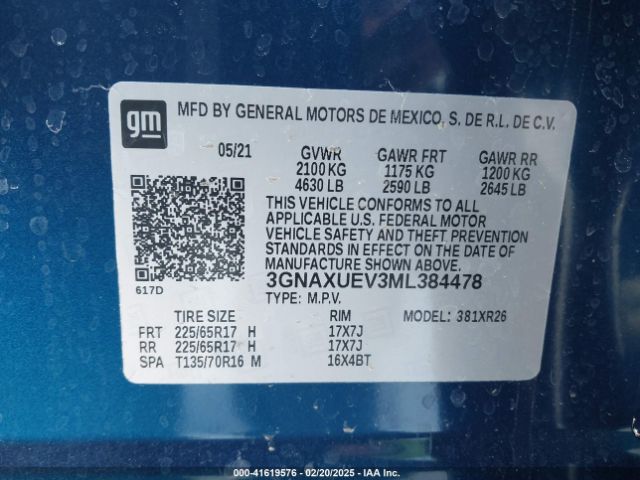 gm
MFD BY GENERAL MOTORS DE MEXICO, S. DE R.L. DE C.V.
05/21 GVWR GAWR FRT GAWR RR
2100 KG 1175 KG 1200 KG
4630 LB 2590 LB 2645 LB
THIS VEHICLE CONFORMS TO ALL
APPLICABLE U.S. FEDERAL MOTOR
VEHICLE SAFETY AND THEFT PREVENTION
STANDARDS IN EFFECT ON THE DATE OF
MANUFACTURE SHOWN ABOVE.
617D
3GNAXUEV3ML384478
TYPE: M.P.V.
TIRE SIZE RIM MODEL: 381XR26
FRT 225/65R17 H 17X7J
RR 225/65R17 H 17X7J
SPA T135/70R16 M 16X4BT
000-41619576 — 02/20/2025 — IAA Inc.